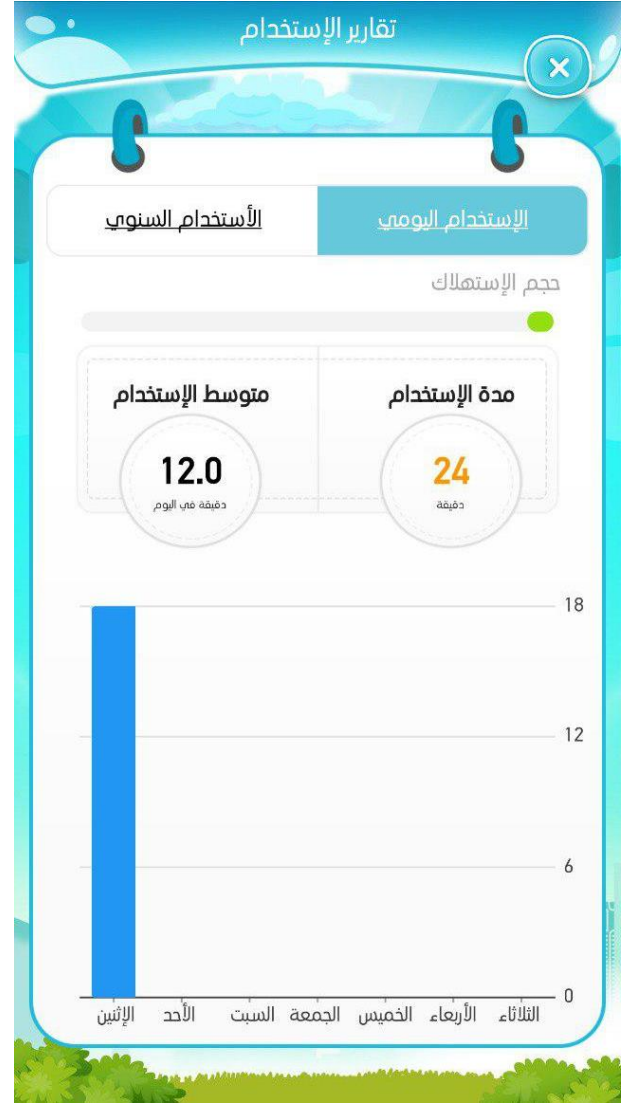 تقارير الإستخدام
الإستخدام اليومي
الأستخدام السنوي
حجم الإستهلاك
مدة الإستخدام
متوسط الإستخدام
24
دقيقة
12.0
دقيقة في اليوم
18
12
6
0
الثلاثاء الأربعاء الخميس الجمعة السبت الأحد الإثنين